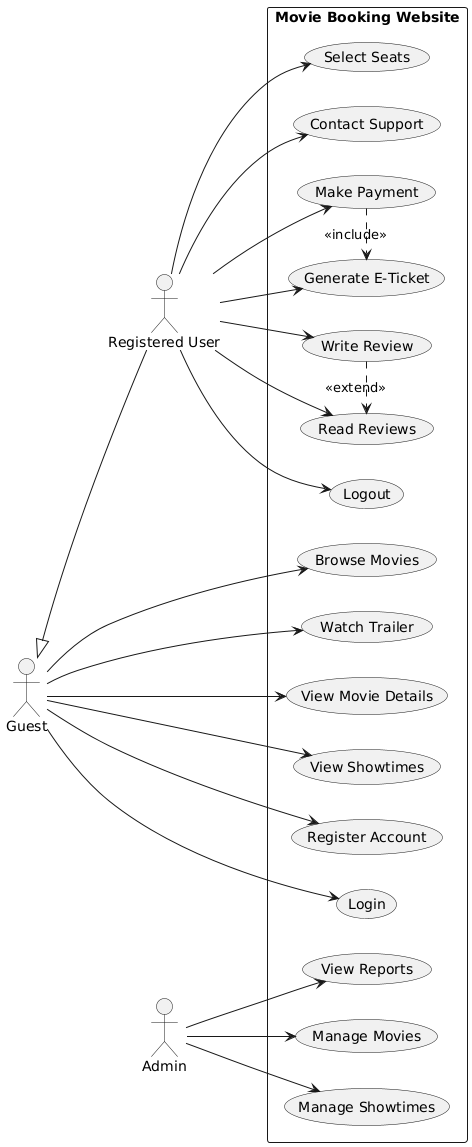 Movie Booking Website
Select Seats
Contact Support
Make Payment
«include»
Generate E-Ticket
Registered User
Write Review
«extend»
Read Reviews
Logout
Browse Movies
Watch Trailer
View Movie Details
Guest
View Showtimes
Register Account
Login
View Reports
Manage Movies
Admin
Manage Showtimes